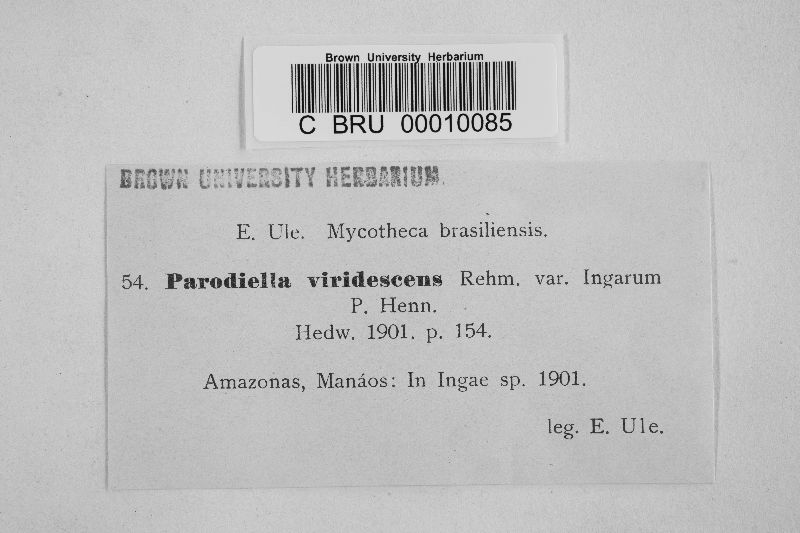 Brown University Herbarium
C BRU 00010085
BROWN UNIVERSITY HERBARIUM.
E. Ule. Mycotheca brasiliensis.
54. Parodiella viridescens Rehm. var. Ingarum
P. Henn.
Hedw. 1901. p. 154.
Amazonas, Manáos: In Ingae sp. 1901.
leg. E. Ule.